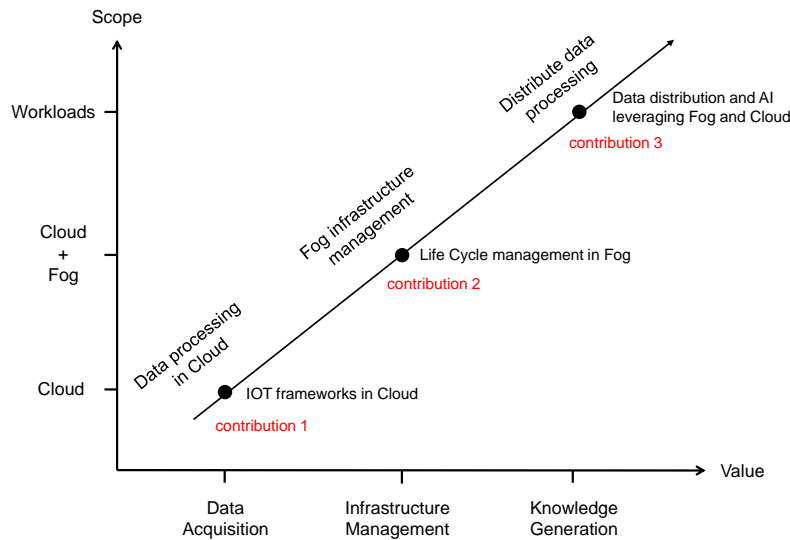 Scope
Distribute data
processing
Workloads
Data distribution and AI
leveraging Fog and Cloud
contribution 3
Fog infrastructure
management
Cloud
+
Fog
Life Cycle management in Fog
contribution 2
Data processing
in Cloud
Cloud
IOT frameworks in Cloud
contribution 1
Value
Data
Acquisition
Infrastructure
Management
Knowledge
Generation